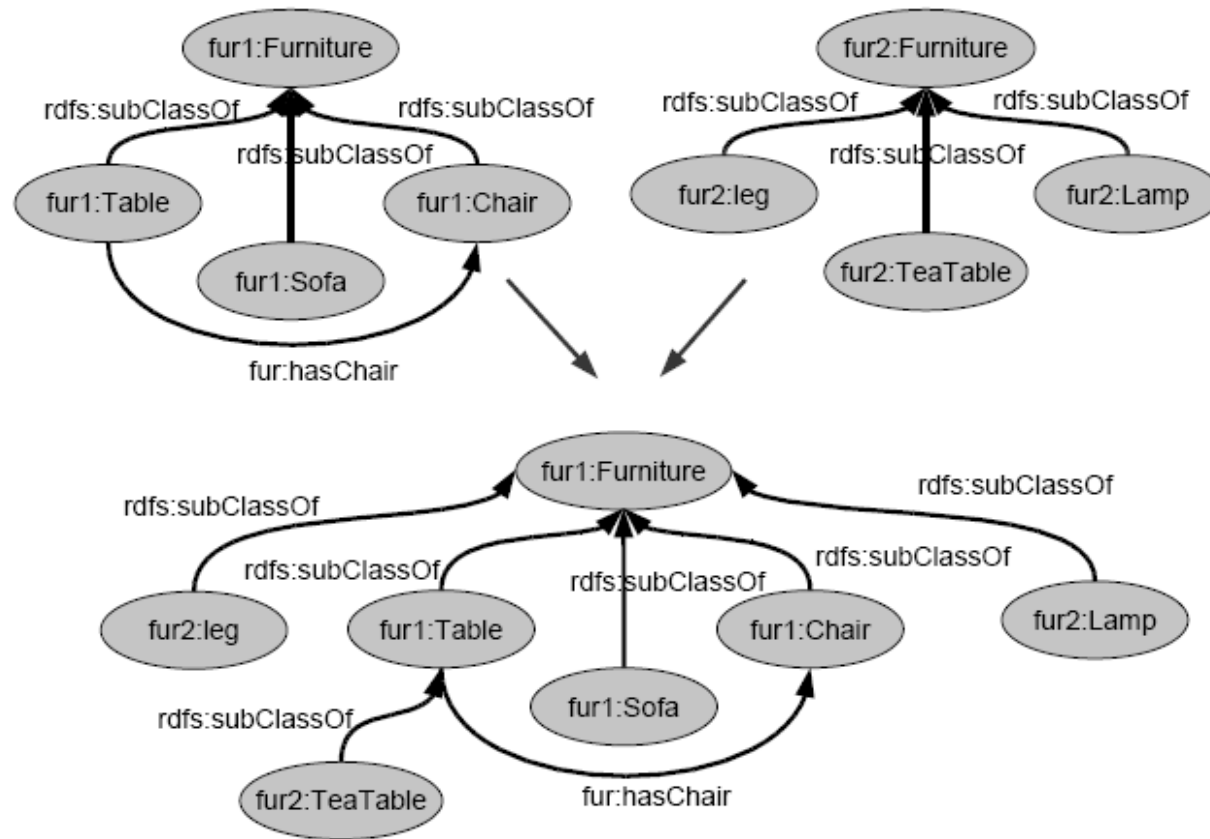 fur1:Furniture
rdfs:subClassOf
rdfs:subClassOf
rdfs:subClassOf
fur1:Table
fur1:Chair
fur1:Sofa
fur:hasChair
fur2:Furniture
rdfs:subClassOf
rdfs:subClassOf
rdfs:subClassOf
fur2:leg
fur2:Lamp
fur2:TeaTable
fur1:Furniture
rdfs:subClassOf
rdfs:subClassOf
rdfs:subClassOf
rdfs:subClassOf
rdfs:subClassOf
fur2:leg
fur1:Table
fur1:Chair
fur2:Lamp
fur1:Sofa
rdfs:subClassOf
fur2:TeaTable
fur:hasChair